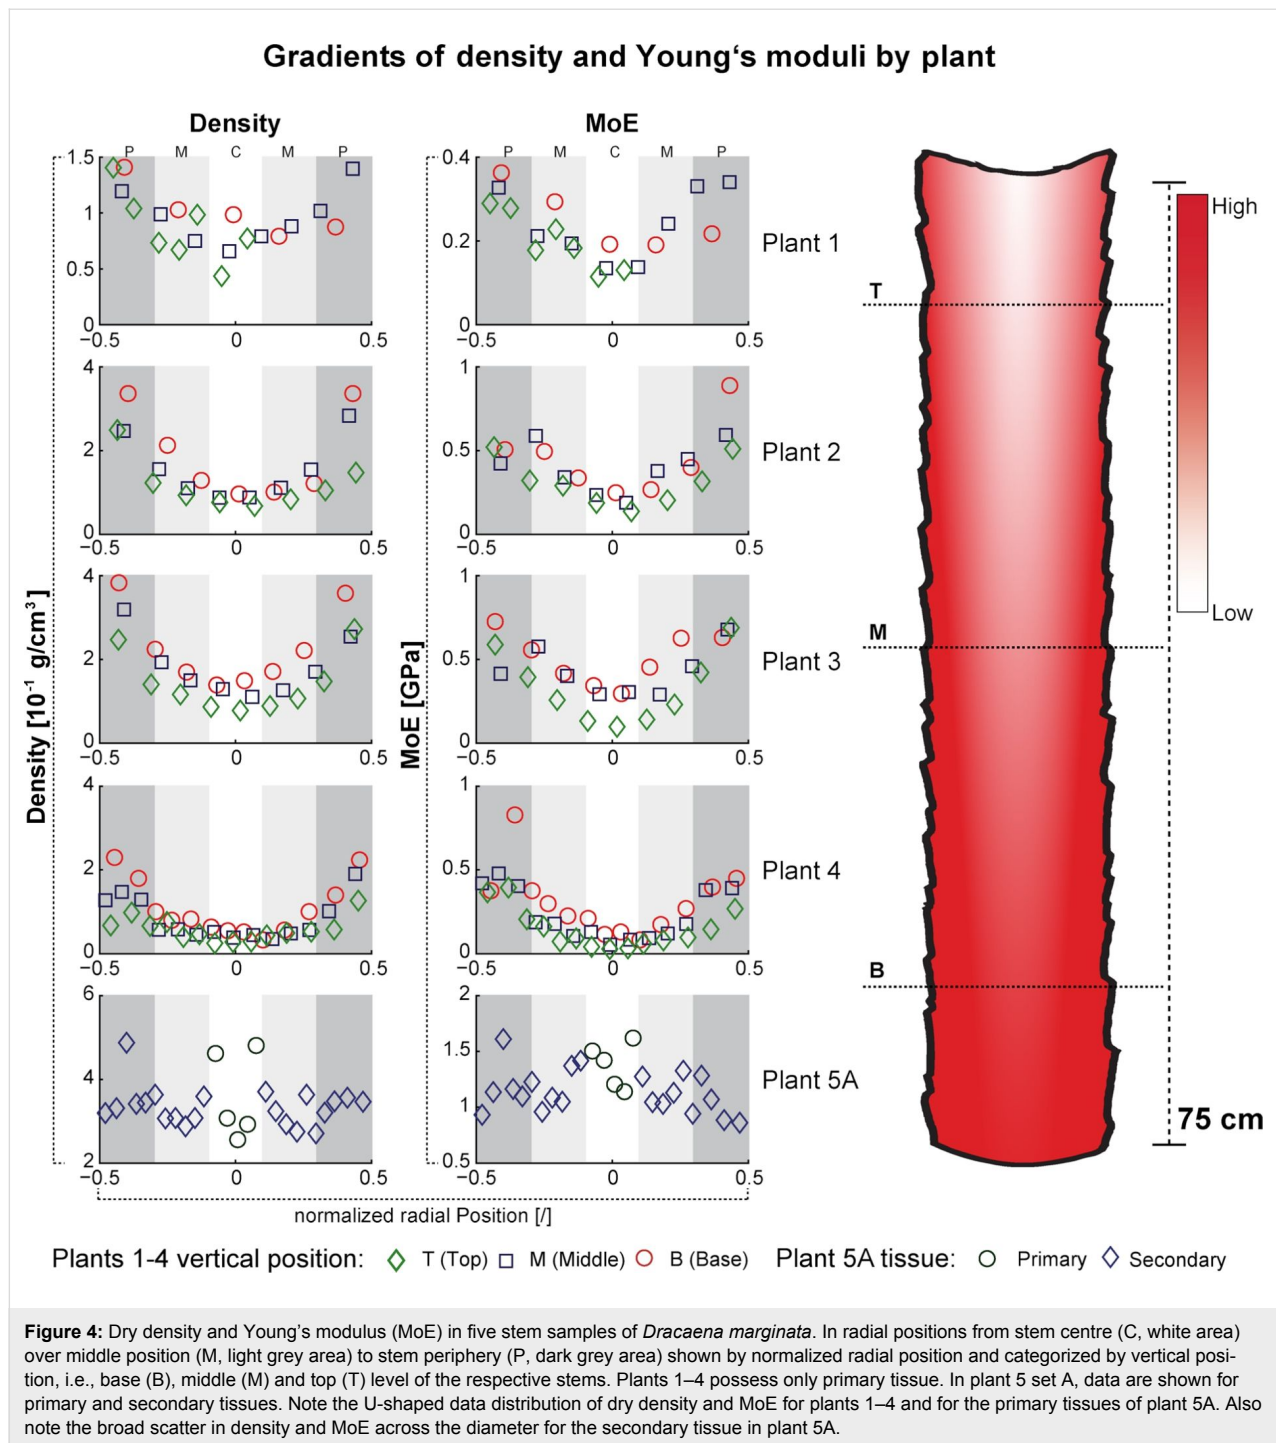 Gradients of density and Young‘s moduli by plant
Density
MoE
P M C M P
P M C M P
1.5
1
0.5
0
−0.5 0 0.5
0.4
0.2
0
−0.5 0 0.5
Plant 1
4
2
0
−0.5 0 0.5
1
0.5
0
−0.5 0 0.5
Plant 2
4
2
0
−0.5 0 0.5
1
0.5
0
−0.5 0 0.5
Plant 3
4
2
0
−0.5 0 0.5
1
0.5
0
−0.5 0 0.5
Plant 4
6
4
2
−0.5 0 0.5
2
1.5
1
0.5
−0.5 0 0.5
Plant 5A
Density [10⁻¹ g/cm³]
MoE [GPa]
normalized radial Position [/]
T
M
B
High
Low
75 cm
Plants 1-4 vertical position: T (Top) M (Middle) B (Base) Plant 5A tissue: Primary Secondary
Figure 4: Dry density and Young’s modulus (MoE) in five stem samples of Dracaena marginata. In radial positions from stem centre (C, white area)
over middle position (M, light grey area) to stem periphery (P, dark grey area) shown by normalized radial position and categorized by vertical posi-
tion, i.e., base (B), middle (M) and top (T) level of the respective stems. Plants 1–4 possess only primary tissue. In plant 5 set A, data are shown for
primary and secondary tissues. Note the U-shaped data distribution of dry density and MoE for plants 1–4 and for the primary tissues of plant 5A. Also
note the broad scatter in density and MoE across the diameter for the secondary tissue in plant 5A.